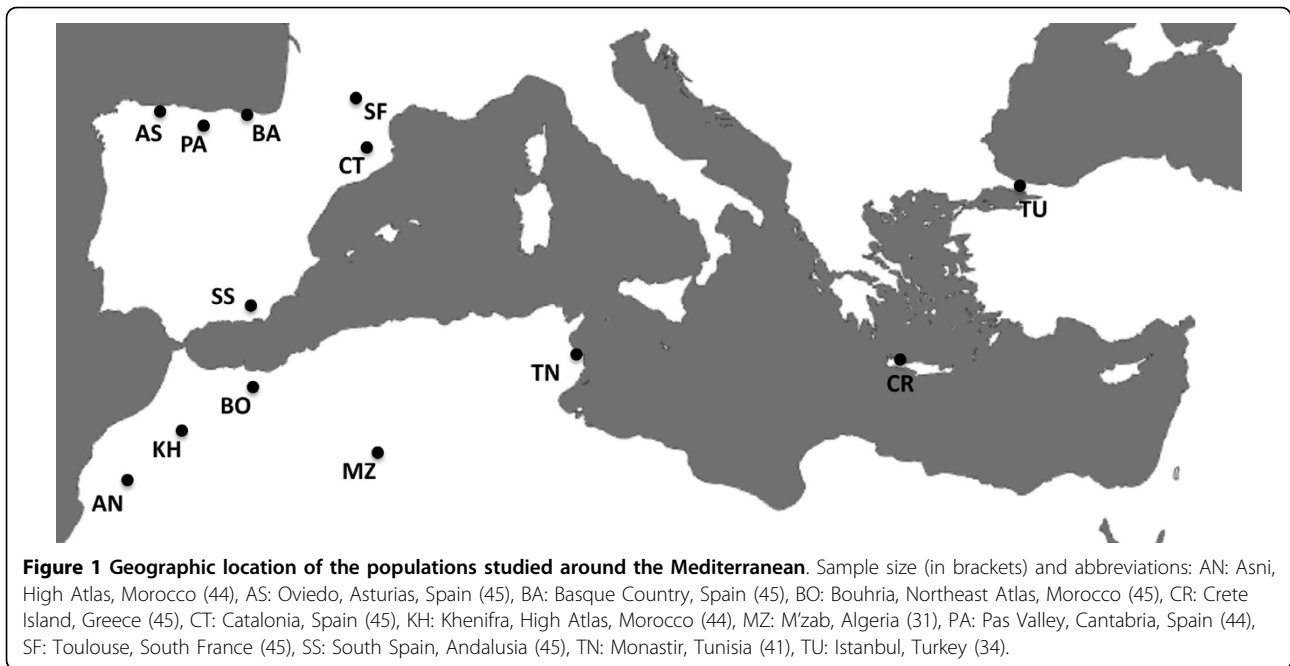 SF
AS
PA
BA
CT
TU
SS
TN
CR
BO
KH
MZ
AN
Figure 1 Geographic location of the populations studied around the Mediterranean. Sample size (in brackets) and abbreviations: AN: Asni,
High Atlas, Morocco (44), AS: Oviedo, Asturias, Spain (45), BA: Basque Country, Spain (45), BO: Bouhria, Northeast Atlas, Morocco (45), CR: Crete
Island, Greece (45), CT: Catalonia, Spain (45), KH: Khenifra, High Atlas, Morocco (44), MZ: M'zab, Algeria (31), PA: Pas Valley, Cantabria, Spain (44),
SF: Toulouse, South France (45), SS: South Spain, Andalusia (45), TN: Monastir, Tunisia (41), TU: Istanbul, Turkey (34).